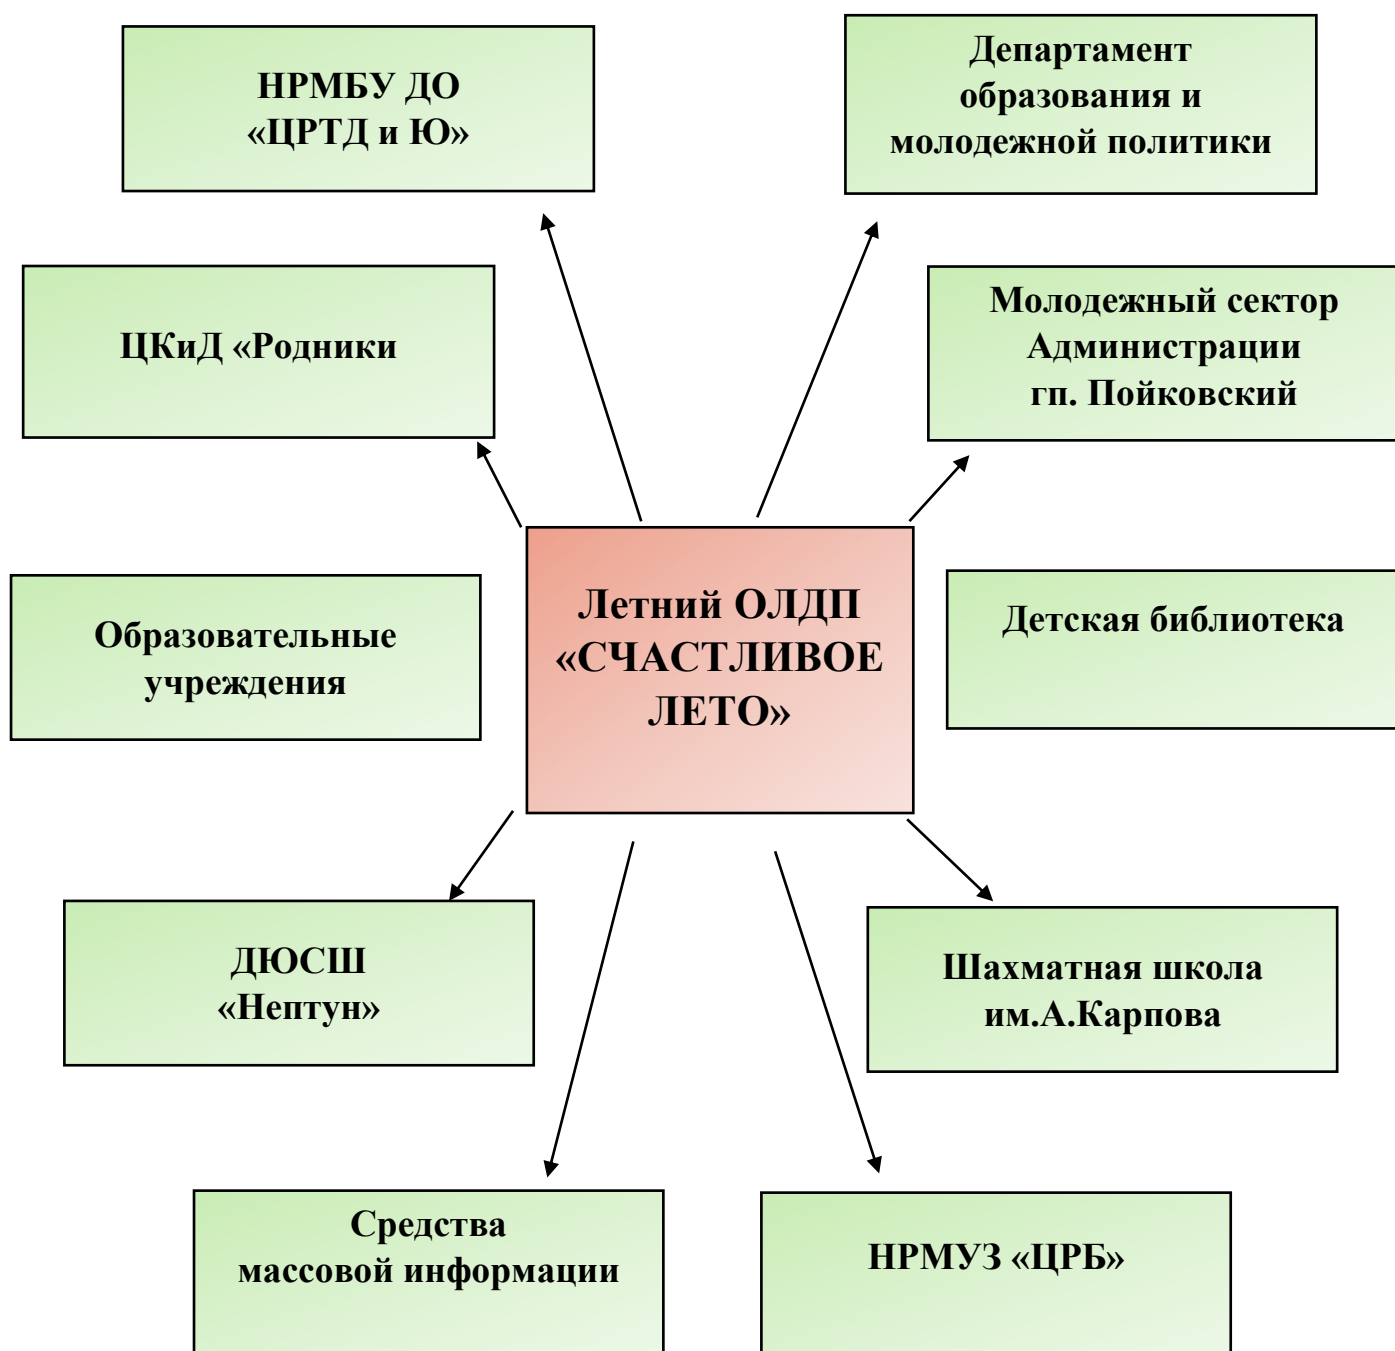 НРМБУ ДО
«ЦРТД и Ю»
Департамент
образования и
молодежной политики
ЦКиД «Родники
Молодежный сектор
Администрации
гп. Пойковский
Образовательные
учреждения
Летний ОЛДП
«СЧАСТЛИВОЕ
ЛЕТО»
Детская библиотека
ДЮСШ
«Нептун»
Шахматная школа
им.А.Карпова
Средства
массовой информации
НРМУЗ «ЦРБ»